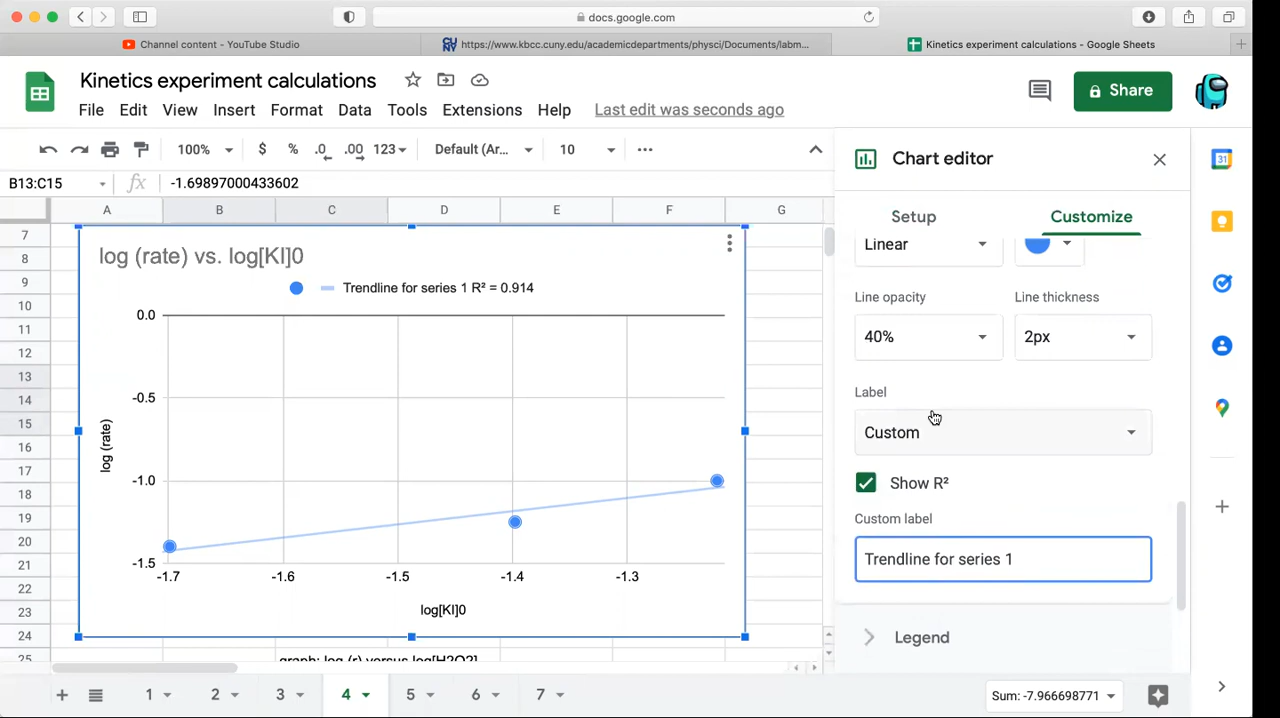 docs.google.com
Channel content - YouTube Studio
https://www.kbcc.cuny.edu/academicdepartments/physci/Documents/labm...
Kinetics experiment calculations - Google Sheets
Kinetics experiment calculations
File Edit View Insert Format Data Tools Extensions Help Last edit was seconds ago
Share
100% $ % .0 .00 123 Default (Ar... 10
B13:C15 fx -1.69897000433602
A B C D E F G
7
8
9
10
11
12
13
14
15
16
17
18
19
20
21
22
23
24
25
log (rate) vs. log[KI]0
Trendline for series 1 R² = 0.914
0.0
-0.5
-1.0
-1.5
log (rate)
-1.7 -1.6 -1.5 -1.4 -1.3
log[KI]0
graph: log (r) versus log[H2O2]
Chart editor
Setup Customize
Linear
Line opacity Line thickness
40% 2px
Label
Custom
Show R²
Custom label
Trendline for series 1
Legend
31
1 2 3 4 5 6 7
Sum: -7.966698771